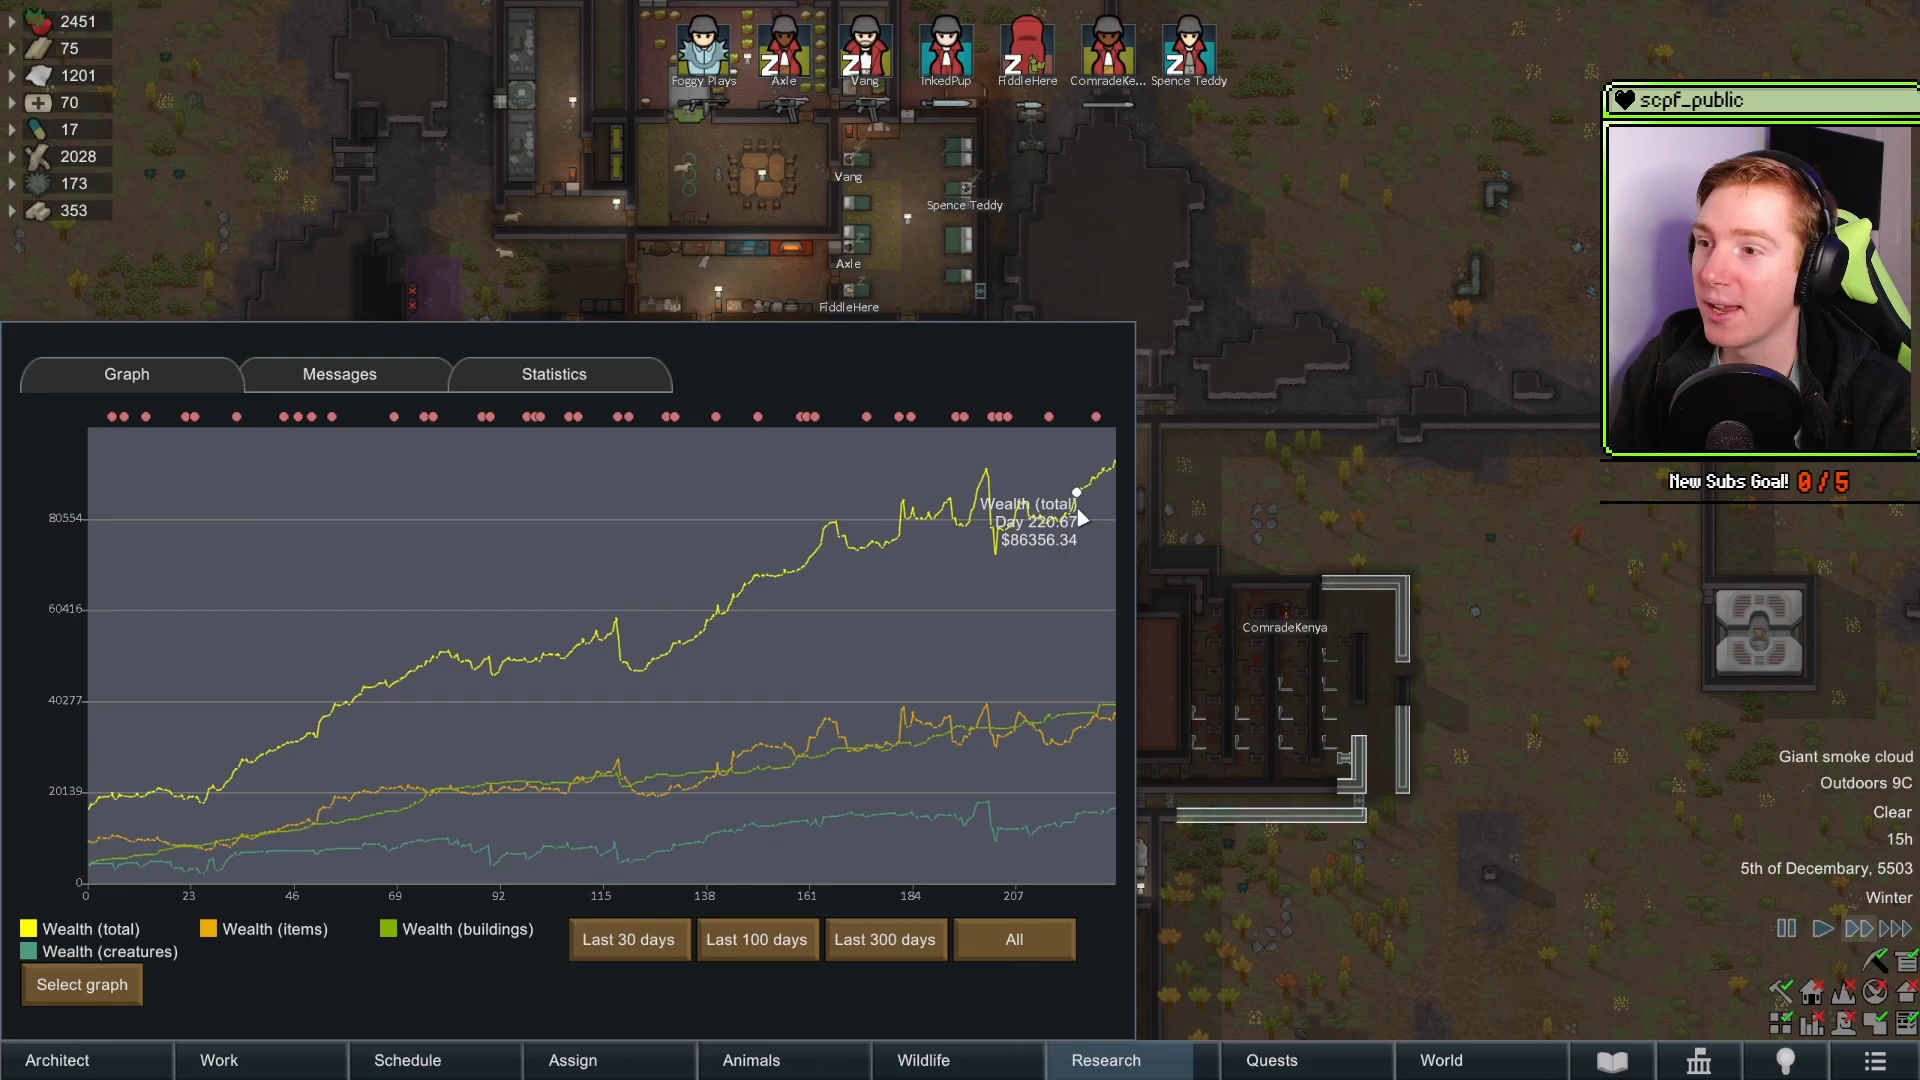 2451
75
1201
70
17
2028
173
353
Foggy Plays
Axle
Vang
InkedPup
FiddleHere
ComradeKe...
Spence Teddy
Vang
Spence Teddy
Axle
FiddleHere
scpf_public
New Subs Goal! 0/5
Graph
Messages
Statistics
Wealth (total)
Day 220.67
$86356.34
80554
60416
40277
20139
0
0
23
46
69
92
115
138
161
184
207
Wealth (total)
Wealth (items)
Wealth (buildings)
Wealth (creatures)
Last 30 days
Last 100 days
Last 300 days
All
Select graph
ComradeKenya
Giant smoke cloud
Outdoors 9C
Clear
15h
5th of Decembary, 5503
Winter
Architect
Work
Schedule
Assign
Animals
Wildlife
Research
Quests
World